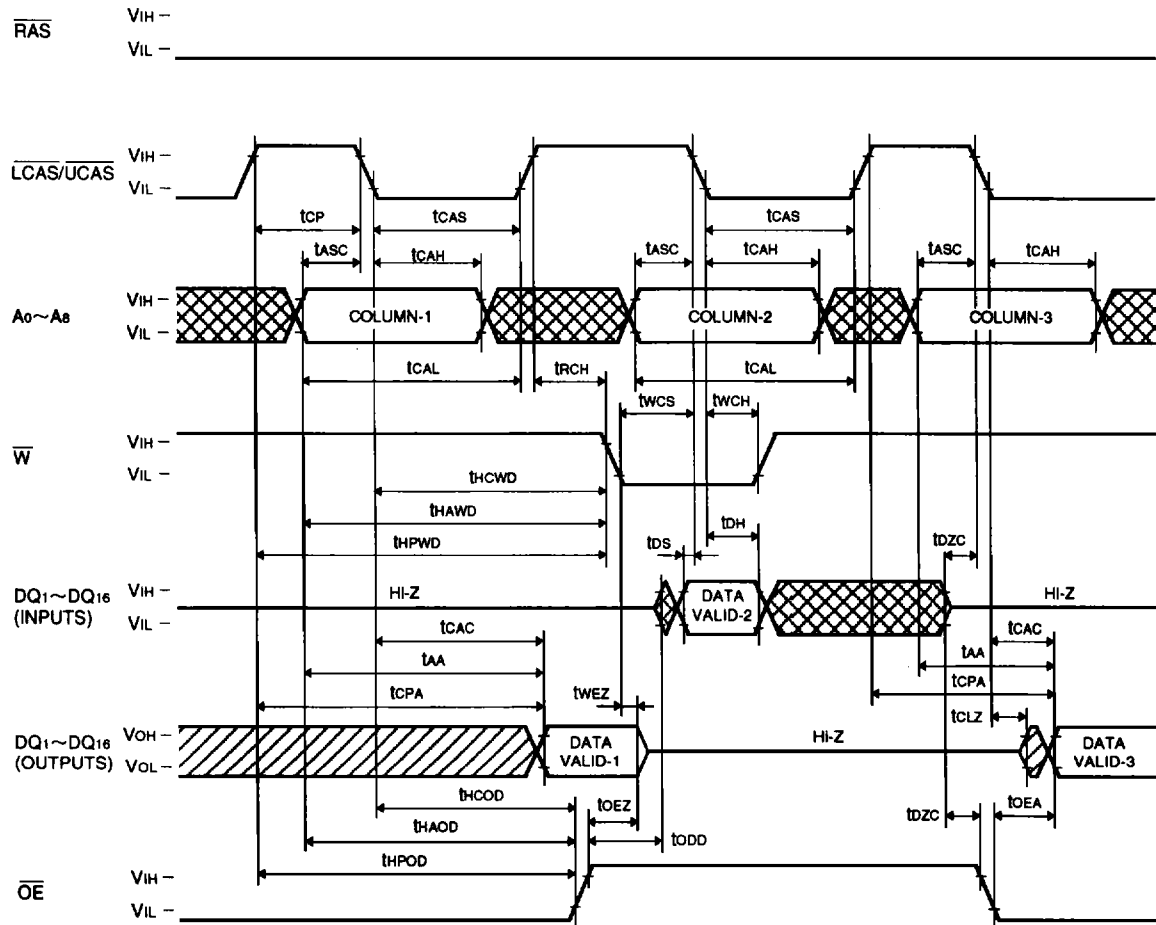 VIH
RAS
VIL
VIH
LCAS/UCAS
VIL
tCP
tCAS
tCAS
tASC
tCAH
tASC
tCAH
tASC
tCAH
VIH
A0~A8
COLUMN-1
COLUMN-2
COLUMN-3
VIL
tCAL
tRCH
tCAL
tWCS
tWCH
VIH
W
VIL
tHCWD
tHAWD
tDH
tHPWD
tDS
tDZC
VIH
DQ1~DQ16
(INPUTS)
VIL
HI-Z
DATA
VALID-2
HI-Z
tCAC
tCAC
tAA
tAA
tCPA
tWEZ
tCPA
tCLZ
VOH
DQ1~DQ16
(OUTPUTS)
VOL
DATA
VALID-1
HI-Z
DATA
VALID-3
tHCOD
tOEZ
tDZC
tOEA
tHAOD
tODD
tHPOD
VIH
OE
VIL